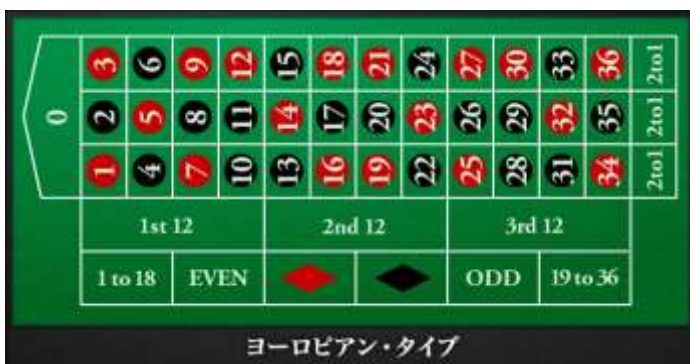 3 6 9 12 15 18 21 24 27 30 33 36 2to1
0 2 5 8 11 14 17 20 23 26 29 32 35 2to1
1 4 7 10 13 16 19 22 25 28 31 34 2to1
1st 12 2nd 12 3rd 12
1 to 18 EVEN ODD 19 to 36
ヨーロピアン・タイプ